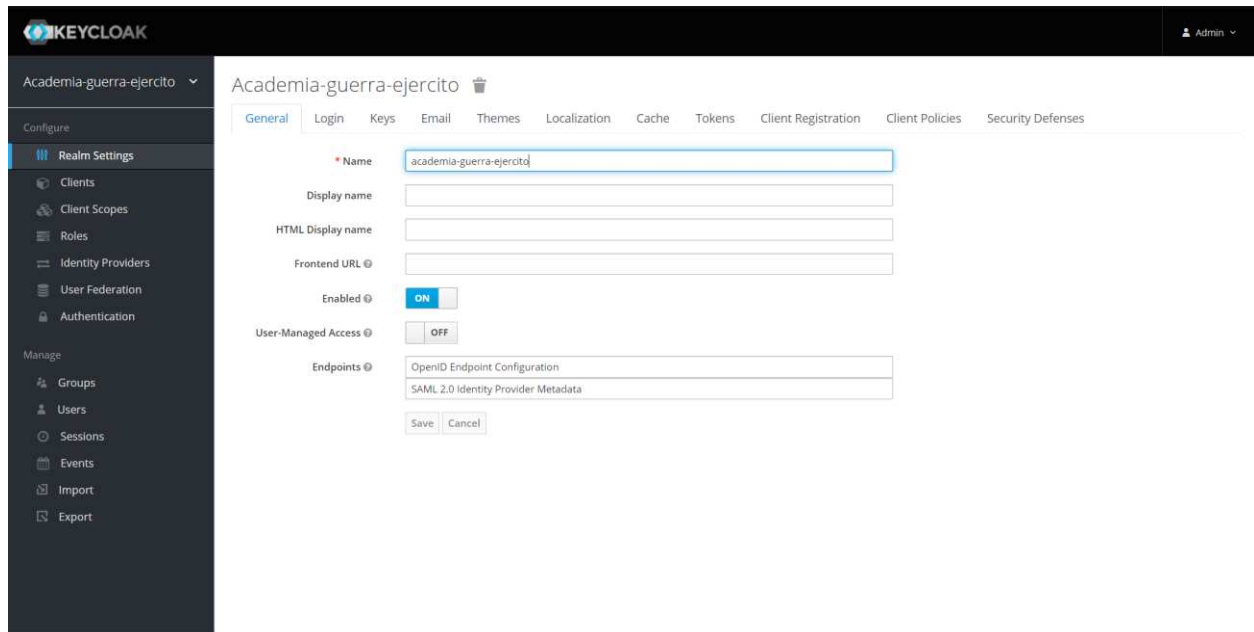 KEYCLOAK
Admin
Academia-guerra-ejercito
Configure
Realm Settings
Clients
Client Scopes
Roles
Identity Providers
User Federation
Authentication
Manage
Groups
Users
Sessions
Events
Import
Export
Academia-guerra-ejercito
General Login Keys Email Themes Localization Cache Tokens Client Registration Client Policies Security Defenses
* Name academia-guerra-ejercito
Display name
HTML Display name
Frontend URL
Enabled ON
User-Managed Access OFF
Endpoints OpenID Endpoint Configuration
SAML 2.0 Identity Provider Metadata
Save Cancel